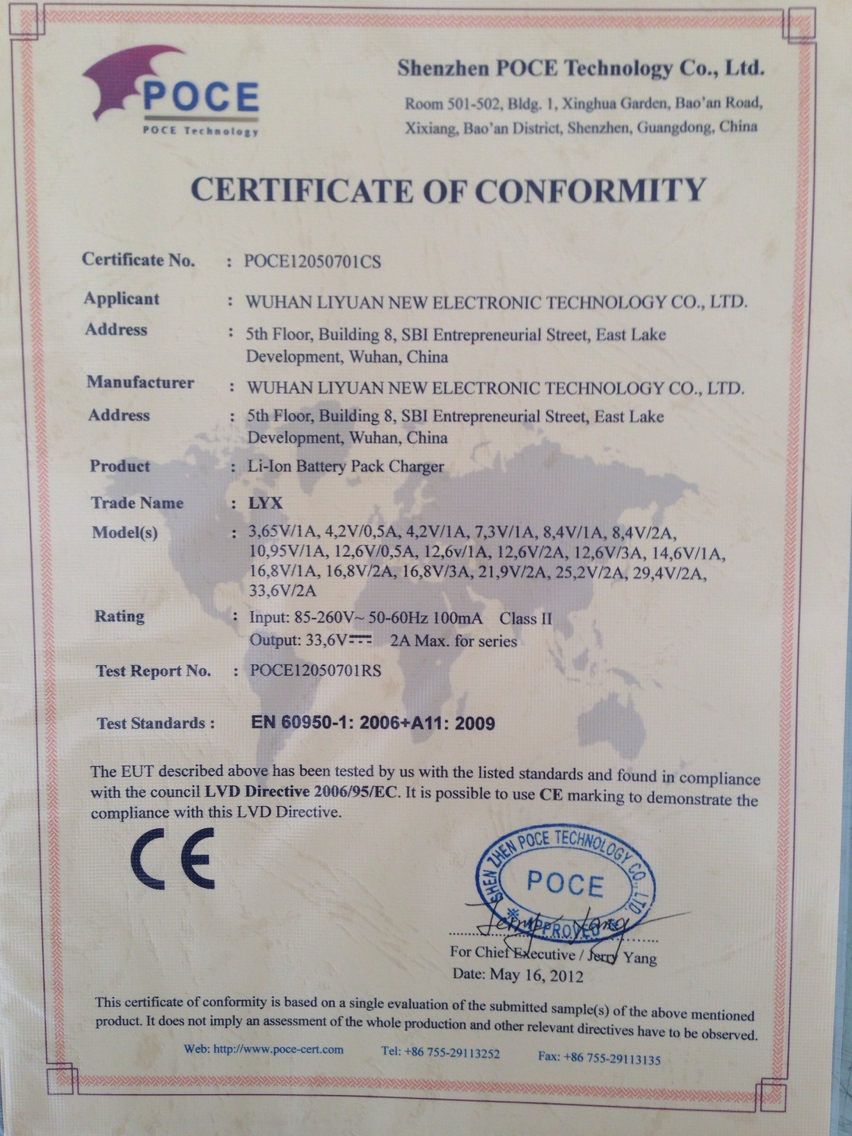 POCE
POCE Technology
Shenzhen POCE Technology Co., Ltd.
Room 501-502, Bldg. 1, Xinghua Garden, Bao'an Road,
Xixiang, Bao'an District, Shenzhen, Guangdong, China
CERTIFICATE OF CONFORMITY
Certificate No. : POCE12050701CS
Applicant : WUHAN LIYUAN NEW ELECTRONIC TECHNOLOGY CO., LTD.
Address : 5th Floor, Building 8, SBI Entrepreneurial Street, East Lake
Development, Wuhan, China
Manufacturer : WUHAN LIYUAN NEW ELECTRONIC TECHNOLOGY CO., LTD.
Address : 5th Floor, Building 8, SBI Entrepreneurial Street, East Lake
Development, Wuhan, China
Product : Li-Ion Battery Pack Charger
Trade Name : LYX
Model(s) : 3,65V/1A, 4,2V/0,5A, 4,2V/1A, 7,3V/1A, 8,4V/1A, 8,4V/2A,
10,95V/1A, 12,6V/0,5A, 12,6v/1A, 12,6V/2A, 12,6V/3A, 14,6V/1A,
16,8V/1A, 16,8V/2A, 16,8V/3A, 21,9V/2A, 25,2V/2A, 29,4V/2A,
33,6V/2A
Rating : Input: 85-260V~ 50-60Hz 100mA Class II
Output: 33,6V⎓ 2A Max. for series
Test Report No. : POCE12050701RS
Test Standards : EN 60950-1: 2006+A11: 2009
The EUT described above has been tested by us with the listed standards and found in compliance
with the council LVD Directive 2006/95/EC. It is possible to use CE marking to demonstrate the
compliance with this LVD Directive.
CE
SHEN ZHEN POCE TECHNOLOGY CO., LTD.
POCE
※ APPROVED
Jerry Yang
For Chief Executive / Jerry Yang
Date: May 16, 2012
This certificate of conformity is based on a single evaluation of the submitted sample(s) of the above mentioned
product. It does not imply an assessment of the whole production and other relevant directives have to be observed.
Web: http://www.poce-cert.com Tel: +86 755-29113252 Fax: +86 755-29113135